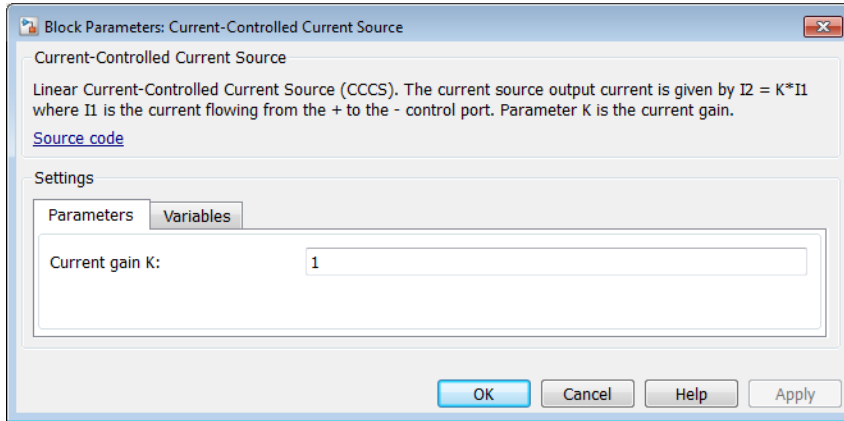 Block Parameters: Current-Controlled Current Source
Current-Controlled Current Source
Linear Current-Controlled Current Source (CCCS). The current source output current is given by I2 = K*I1
where I1 is the current flowing from the + to the - control port. Parameter K is the current gain.
Source code
Settings
Parameters Variables
Current gain K: 1
OK Cancel Help Apply